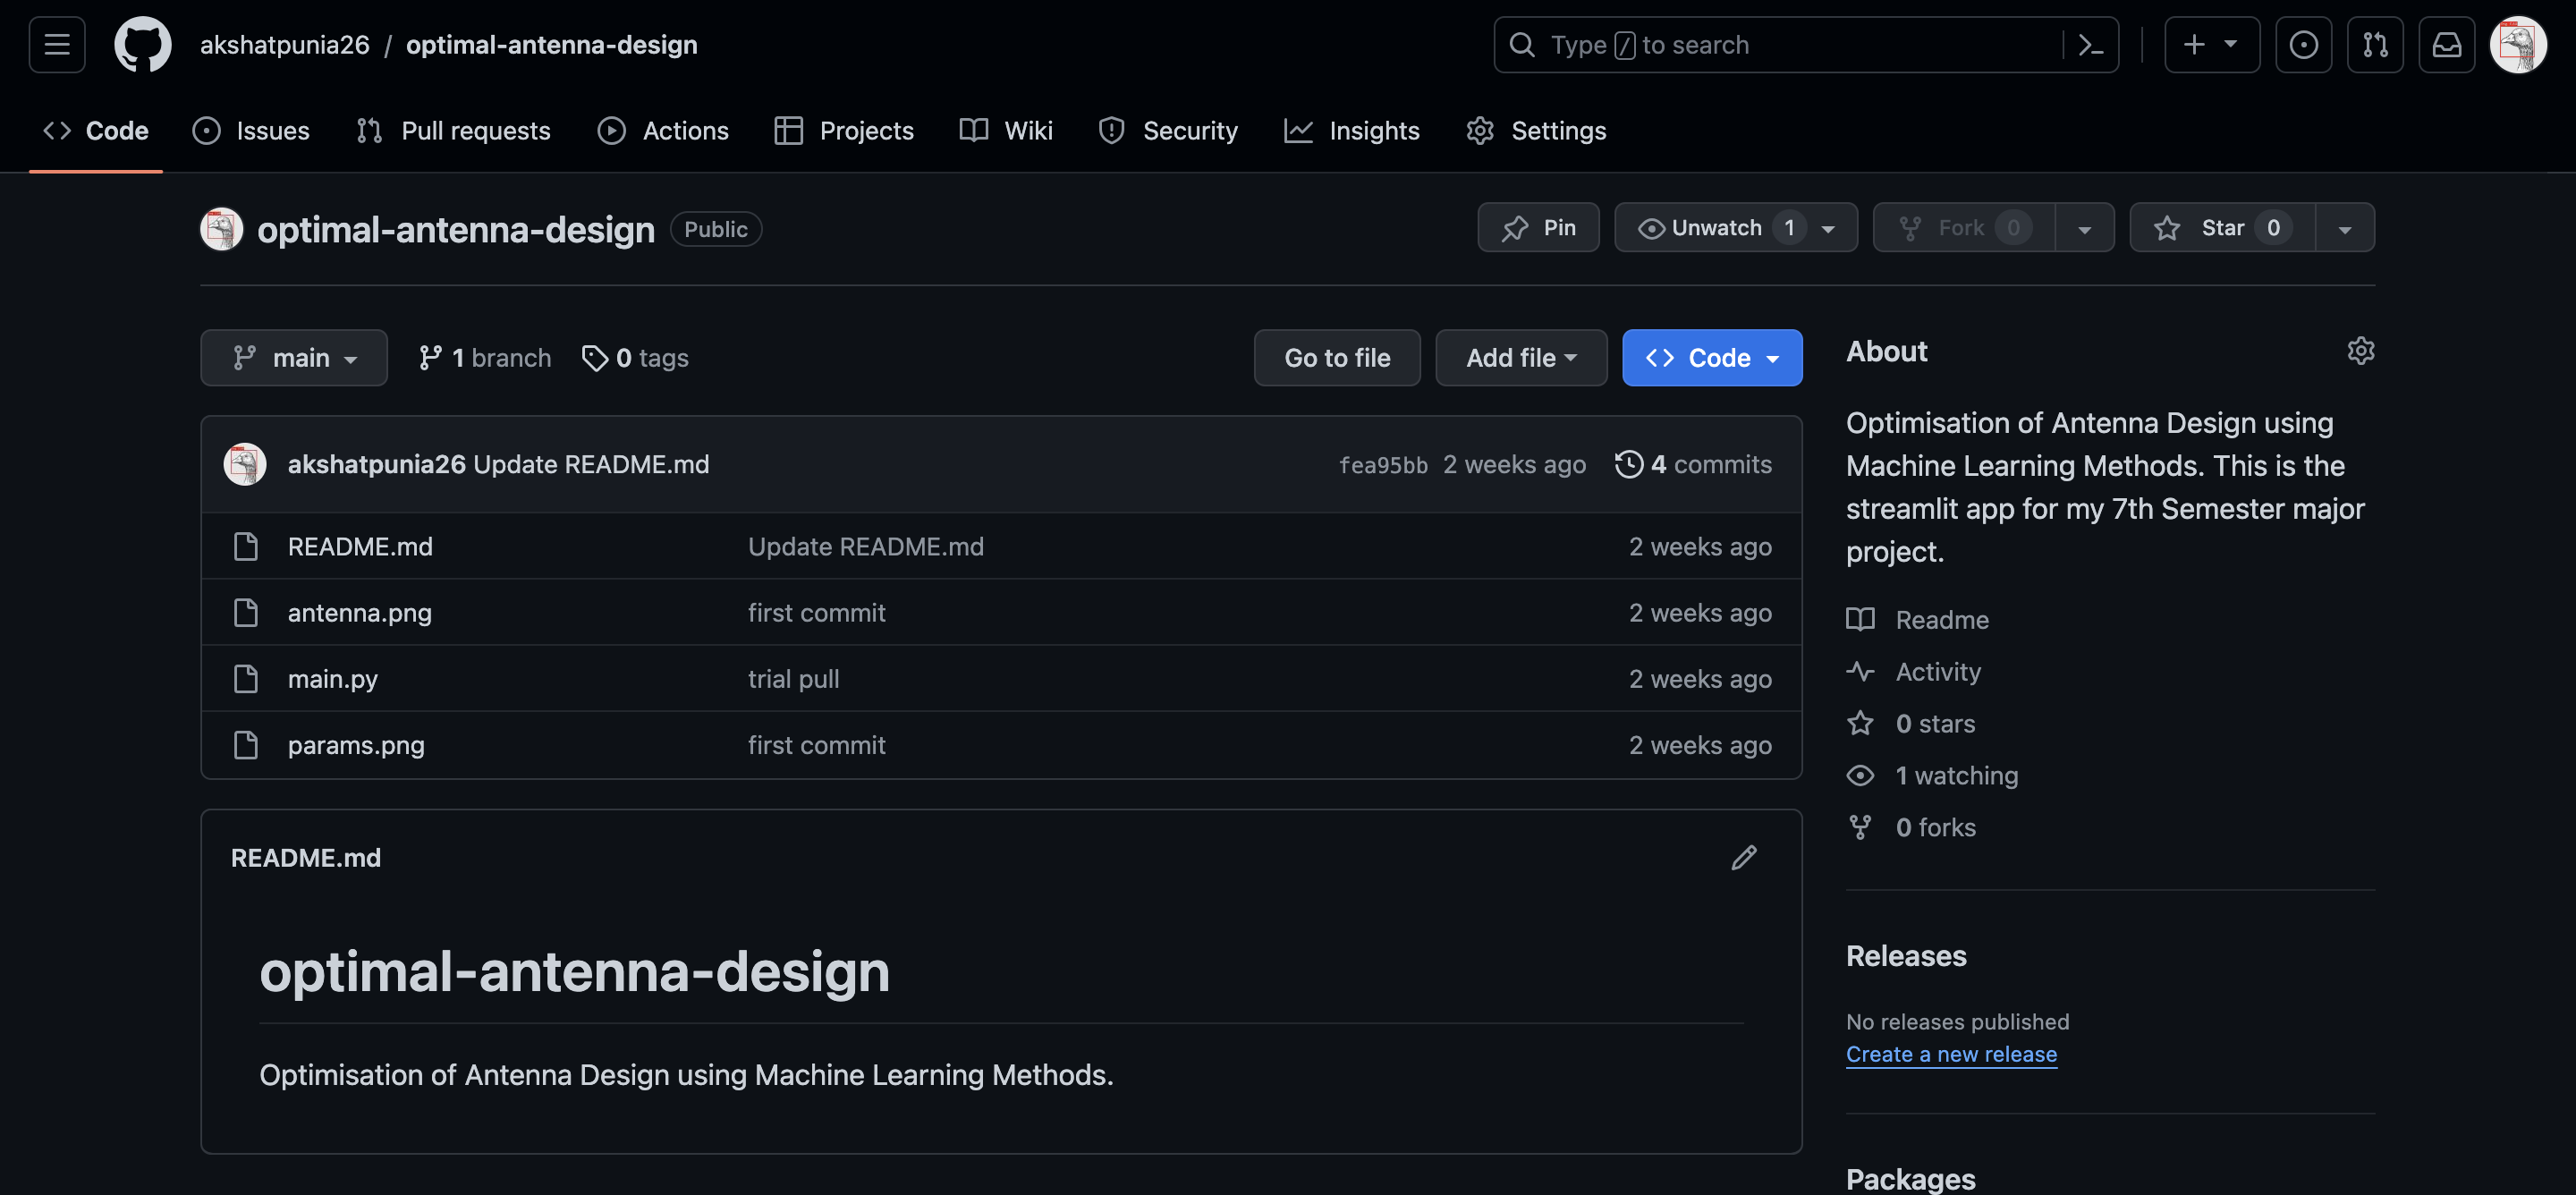 akshatpunia26 / optimal-antenna-design
Type / to search
Code Issues Pull requests Actions Projects Wiki Security Insights Settings
optimal-antenna-design Public
Pin Unwatch 1 Fork 0 Star 0
main 1 branch 0 tags Go to file Add file Code
akshatpunia26 Update README.md fea95bb 2 weeks ago 4 commits
README.md Update README.md 2 weeks ago
antenna.png first commit 2 weeks ago
main.py trial pull 2 weeks ago
params.png first commit 2 weeks ago
README.md
optimal-antenna-design
Optimisation of Antenna Design using Machine Learning Methods.
About
Optimisation of Antenna Design using
Machine Learning Methods. This is the
streamlit app for my 7th Semester major
project.
Readme
Activity
0 stars
1 watching
0 forks
Releases
No releases published
Create a new release
Packages